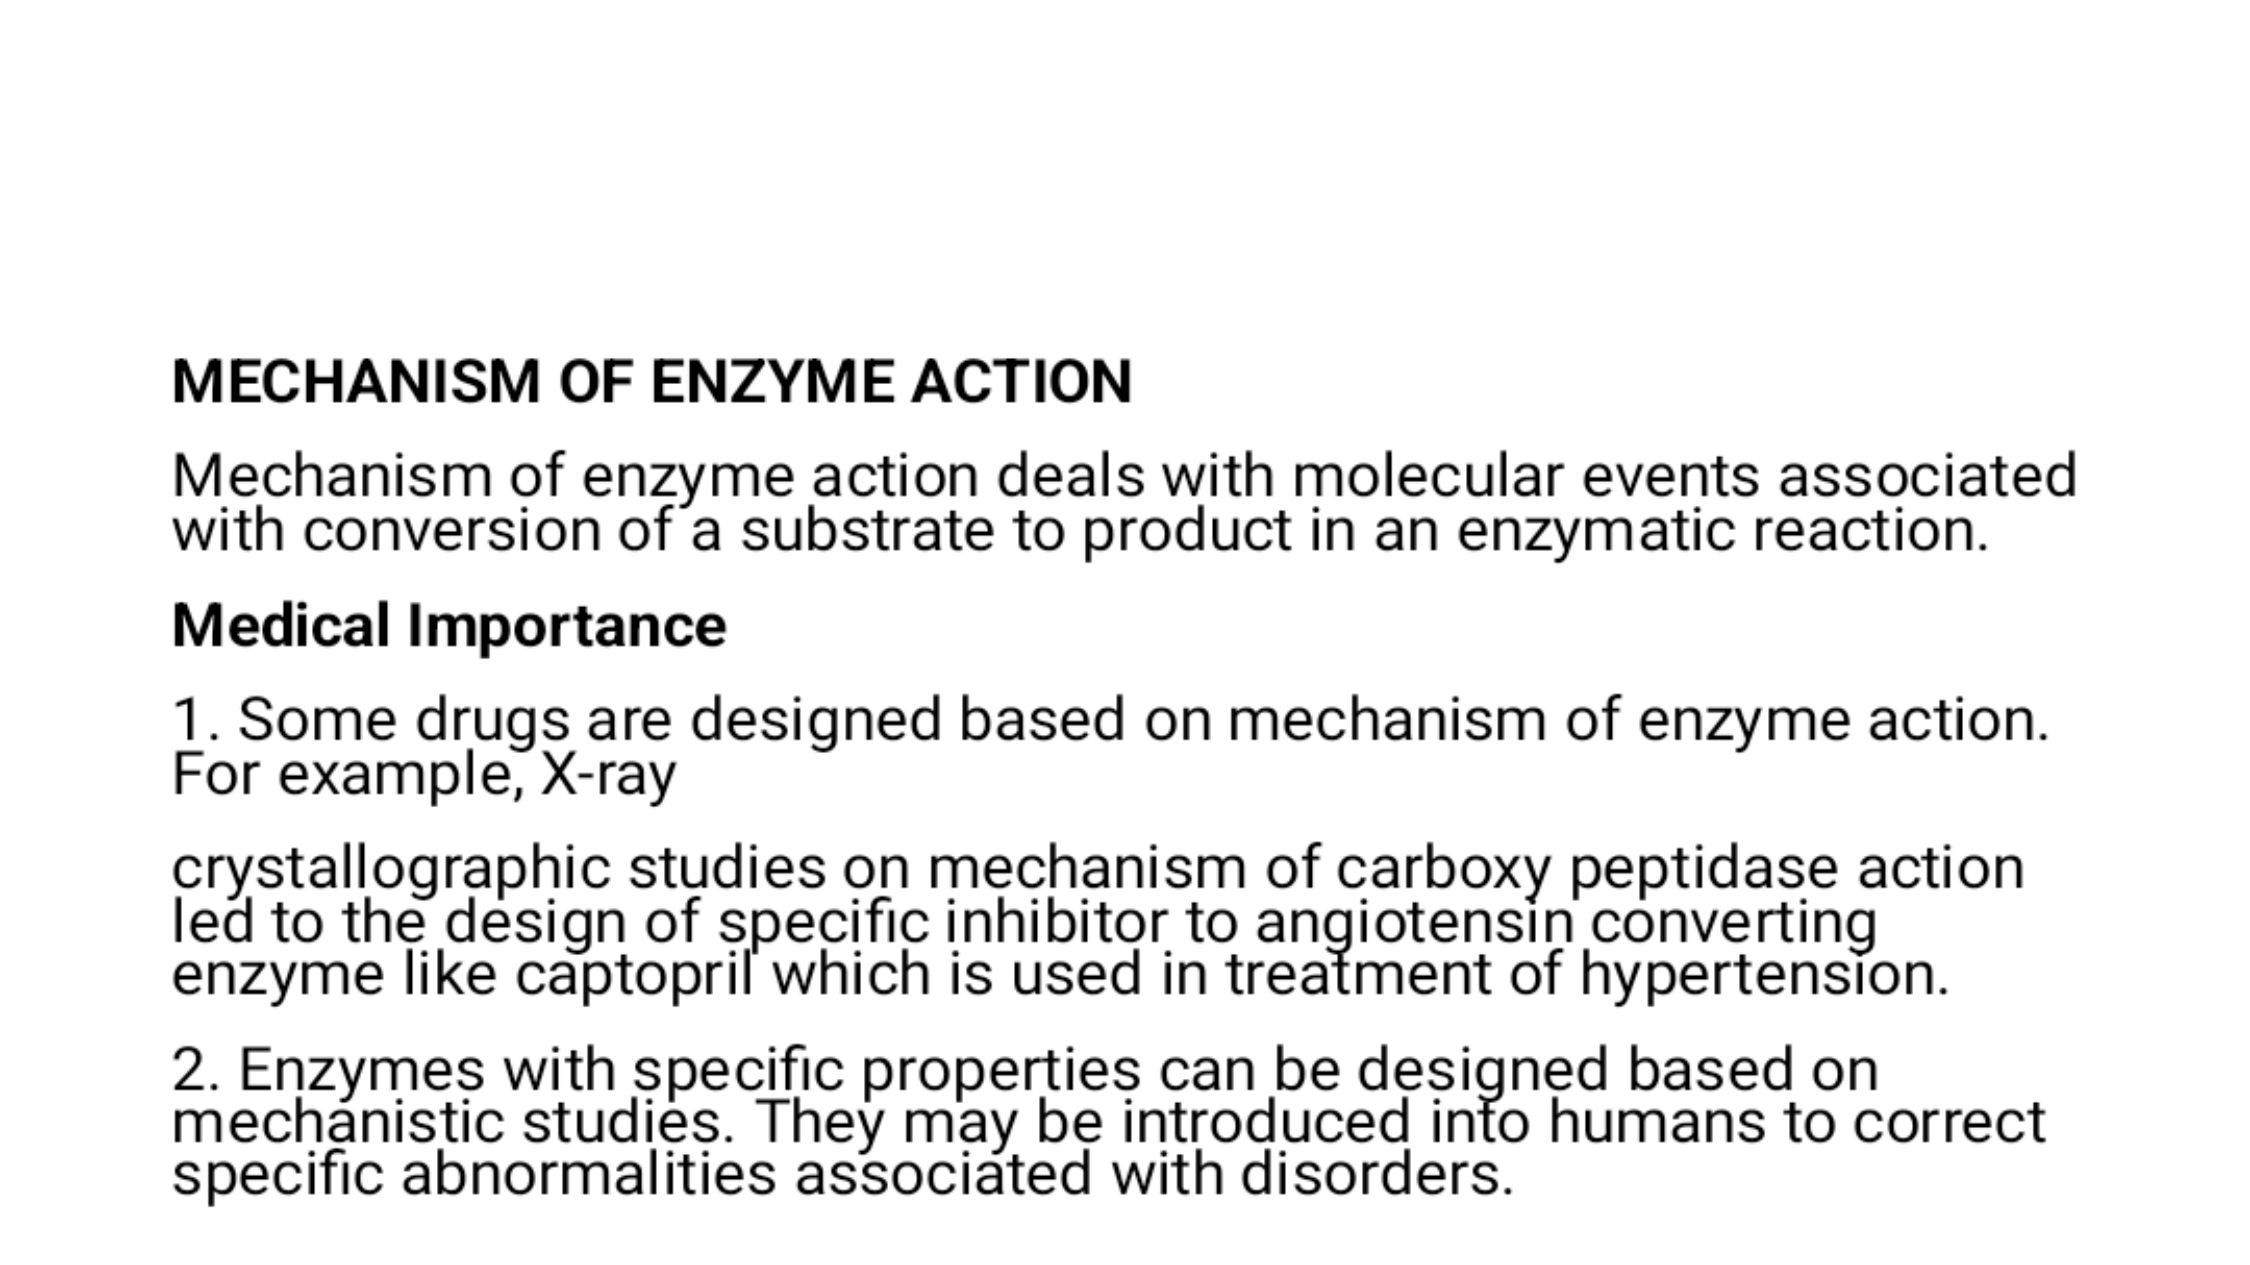 MECHANISM OF ENZYME ACTION
Mechanism of enzyme action deals with molecular events associated
with conversion of a substrate to product in an enzymatic reaction.
Medical Importance
1. Some drugs are designed based on mechanism of enzyme action.
For example, X-ray
crystallographic studies on mechanism of carboxy peptidase action
led to the design of specific inhibitor to angiotensin converting
enzyme like captopril which is used in treatment of hypertension.
2. Enzymes with specific properties can be designed based on
mechanistic studies. They may be introduced into humans to correct
specific abnormalities associated with disorders.